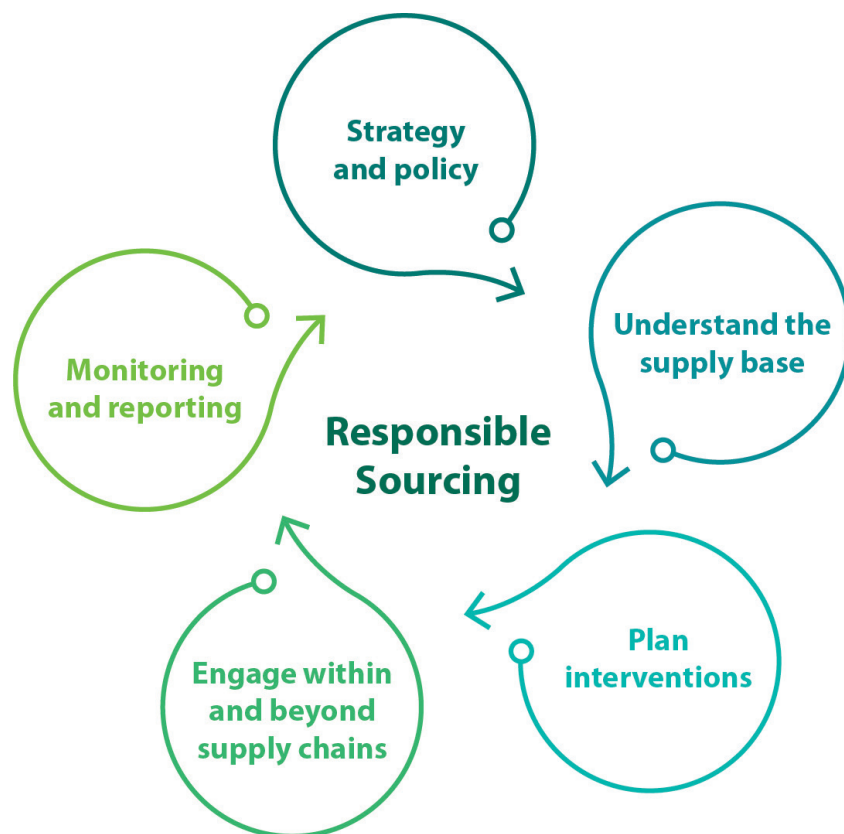 Strategy
and policy
Understand the
supply base
Plan
interventions
Engage within
and beyond
supply chains
Monitoring
and reporting
Responsible
Sourcing